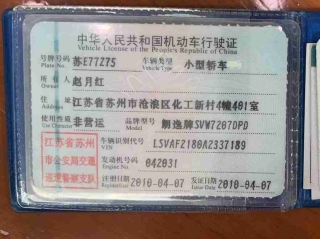 中华人民共和国机动车行驶证
Vehicle License of the People's Republic of China
号牌号码 苏E77Z75 车辆类型 小型轿车
Plate No. Vehicle Type
所有人 赵月红
Owner
住址 江苏省苏州市沧浪区化工新村4幢401室
Address
使用性质 非营运 品牌型号 朗逸牌SVW7207DPD
Use Character Model
江苏省苏州
市公安局交通
巡逻警察支队
车辆识别代号 LSVAF2180A2337189
VIN
发动机号码 042031
Engine No.
注册日期 2010-04-07 发证日期 2010-04-07
Register Date Issue Date